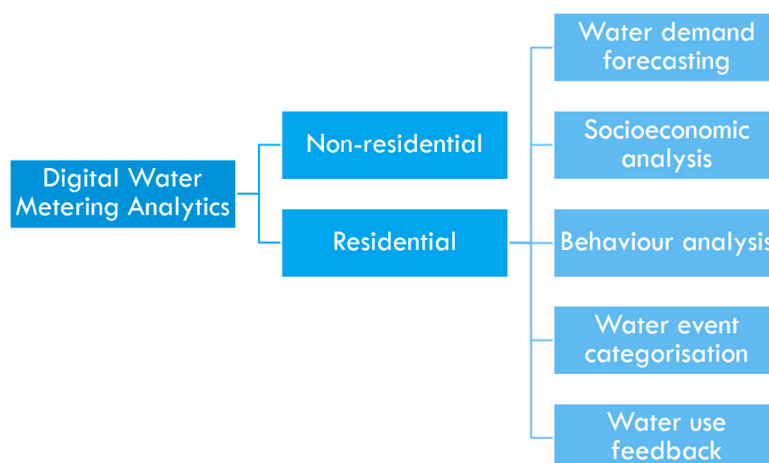 Digital Water
Metering Analytics
Non-residential
Residential
Water demand
forecasting
Socioeconomic
analysis
Behaviour analysis
Water event
categorisation
Water use
feedback